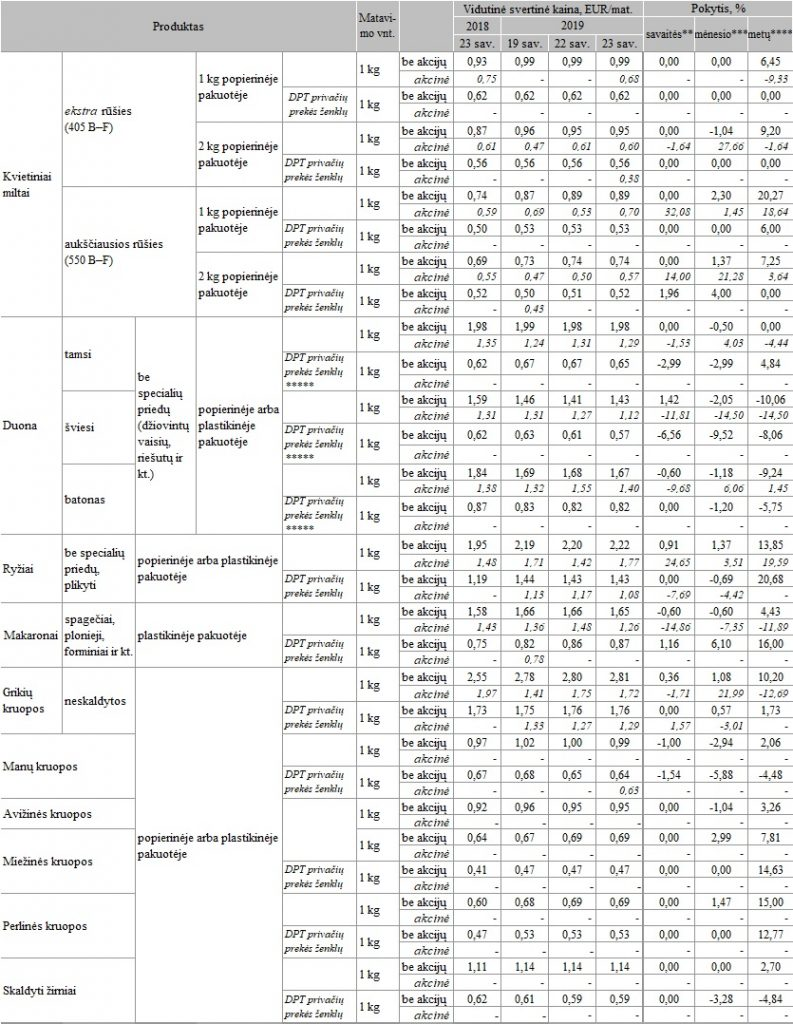 Produktas Matavi- mo vnt. Vidutinė svertinė kaina, EUR/mat. Pokytis, %
2018 2019 savaitės** mėnesio*** metų****
23 sav. 19 sav. 22 sav. 23 sav.
Kvietiniai miltai
ekstra rūšies (405 B–F)
1 kg popierinėje pakuotėje
1 kg be akcijų 0,93 0,99 0,99 0,99 0,00 0,00 6,45
akcinė 0,75 - - 0,68 - - -9,33
DPT privačių prekės ženklų 1 kg be akcijų 0,62 0,62 0,62 0,62 0,00 0,00 0,00
akcinė - - - - - - -
2 kg popierinėje pakuotėje
1 kg be akcijų 0,87 0,96 0,95 0,95 0,00 -1,04 9,20
akcinė 0,61 0,47 0,61 0,60 -1,64 27,66 -1,64
DPT privačių prekės ženklų 1 kg be akcijų 0,56 0,56 0,56 0,56 0,00 0,00 0,00
akcinė - - - 0,38 - - -
aukščiausios rūšies (550 B–F)
1 kg popierinėje pakuotėje
1 kg be akcijų 0,74 0,87 0,89 0,89 0,00 2,30 20,27
akcinė 0,59 0,69 0,53 0,70 32,08 1,45 18,64
DPT privačių prekės ženklų 1 kg be akcijų 0,50 0,53 0,53 0,53 0,00 0,00 6,00
akcinė - - - - - - -
2 kg popierinėje pakuotėje
1 kg be akcijų 0,69 0,73 0,74 0,74 0,00 1,37 7,25
akcinė 0,55 0,47 0,50 0,57 14,00 21,28 3,64
DPT privačių prekės ženklų 1 kg be akcijų 0,52 0,50 0,51 0,52 1,96 4,00 0,00
akcinė - 0,43 - - - - -
Duona
be specialių priedų (džiovintų vaisių, riešutų ir kt.)
popierinėje arba plastikinėje pakuotėje
tamsi
1 kg be akcijų 1,98 1,99 1,98 1,98 0,00 -0,50 0,00
akcinė 1,35 1,24 1,31 1,29 -1,53 4,03 -4,44
DPT privačių prekės ženklų ***** 1 kg be akcijų 0,62 0,67 0,67 0,65 -2,99 -2,99 4,84
akcinė - - - - - - -
šviesi
1 kg be akcijų 1,59 1,46 1,41 1,43 1,42 -2,05 -10,06
akcinė 1,31 1,31 1,27 1,12 -11,81 -14,50 -14,50
DPT privačių prekės ženklų ***** 1 kg be akcijų 0,62 0,63 0,61 0,57 -6,56 -9,52 -8,06
akcinė - - - - - - -
batonas
1 kg be akcijų 1,84 1,69 1,68 1,67 -0,60 -1,18 -9,24
akcinė 1,38 1,32 1,55 1,40 -9,68 6,06 1,45
DPT privačių prekės ženklų ***** 1 kg be akcijų 0,87 0,83 0,82 0,82 0,00 -1,20 -5,75
akcinė - - - - - - -
Ryžiai
be specialių priedų, plikyti
popierinėje arba plastikinėje pakuotėje
1 kg be akcijų 1,95 2,19 2,20 2,22 0,91 1,37 13,85
akcinė 1,48 1,71 1,42 1,77 24,65 3,51 19,59
DPT privačių prekės ženklų 1 kg be akcijų 1,19 1,44 1,43 1,43 0,00 -0,69 20,68
akcinė - 1,13 1,17 1,08 -7,69 -4,42 -
Makaronai
spagečiai, plonieji, forminiai ir kt.
plastikinėje pakuotėje
1 kg be akcijų 1,58 1,66 1,66 1,65 -0,60 -0,60 4,43
akcinė 1,43 1,36 1,48 1,26 -14,86 -7,35 -11,89
DPT privačių prekės ženklų 1 kg be akcijų 0,75 0,82 0,86 0,87 1,16 6,10 16,00
akcinė - 0,78 - - - - -
Grikių kruopos
neskaldytos
popierinėje arba plastikinėje pakuotėje
1 kg be akcijų 2,55 2,78 2,80 2,81 0,36 1,08 10,20
akcinė 1,97 1,41 1,75 1,72 -1,71 21,99 -12,69
DPT privačių prekės ženklų 1 kg be akcijų 1,73 1,75 1,76 1,76 0,00 0,57 1,73
akcinė - 1,33 1,27 1,29 1,57 -3,01 -
Manų kruopos
1 kg be akcijų 0,97 1,02 1,00 0,99 -1,00 -2,94 2,06
akcinė - - - - - - -
DPT privačių prekės ženklų 1 kg be akcijų 0,67 0,68 0,65 0,64 -1,54 -5,88 -4,48
akcinė - - - 0,63 - - -
Avižinės kruopos
1 kg be akcijų 0,92 0,96 0,95 0,95 0,00 -1,04 3,26
akcinė - - - - - - -
Miežinės kruopos
1 kg be akcijų 0,64 0,67 0,69 0,69 0,00 2,99 7,81
akcinė - - - - - - -
DPT privačių prekės ženklų 1 kg be akcijų 0,41 0,47 0,47 0,47 0,00 0,00 14,63
akcinė - - - - - - -
Perlinės kruopos
1 kg be akcijų 0,60 0,68 0,69 0,69 0,00 1,47 15,00
akcinė - - - - - - -
DPT privačių prekės ženklų 1 kg be akcijų 0,47 0,53 0,53 0,53 0,00 0,00 12,77
akcinė - - - - - - -
Skaldyti žirniai
1 kg be akcijų 1,11 1,14 1,14 1,14 0,00 0,00 2,70
akcinė - - - - - - -
DPT privačių prekės ženklų 1 kg be akcijų 0,62 0,61 0,59 0,59 0,00 -3,28 -4,84
akcinė - - - - - - -